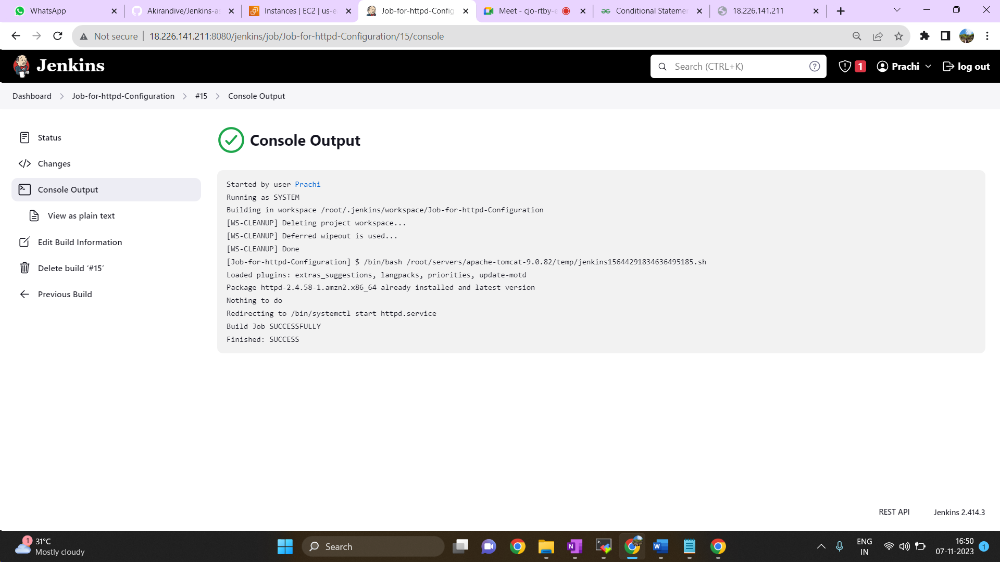 WhatsApp
Akirandive/Jenkins-as
Instances | EC2 | us-e
Job-for-httpd-Config
Meet - cjo-rtby-e
Conditional Statemen
18.226.141.211
Not secure
18.226.141.211:8080/jenkins/job/Job-for-httpd-Configuration/15/console
Jenkins
Search (CTRL+K)
1
Prachi
log out
Dashboard
Job-for-httpd-Configuration
#15
Console Output
Status
Changes
Console Output
View as plain text
Edit Build Information
Delete build ‘#15’
Previous Build
Console Output
Started by user Prachi
Running as SYSTEM
Building in workspace /root/.jenkins/workspace/Job-for-httpd-Configuration
[WS-CLEANUP] Deleting project workspace...
[WS-CLEANUP] Deferred wipeout is used...
[WS-CLEANUP] Done
[Job-for-httpd-Configuration] $ /bin/bash /root/servers/apache-tomcat-9.0.82/temp/jenkins15644291834636495185.sh
Loaded plugins: extras_suggestions, langpacks, priorities, update-motd
Package httpd-2.4.58-1.amzn2.x86_64 already installed and latest version
Nothing to do
Redirecting to /bin/systemctl start httpd.service
Build Job SUCCESSFULLY
Finished: SUCCESS
REST API
Jenkins 2.414.3
1
31°C
Mostly cloudy
Search
ENG
IN
16:50
07-11-2023
1